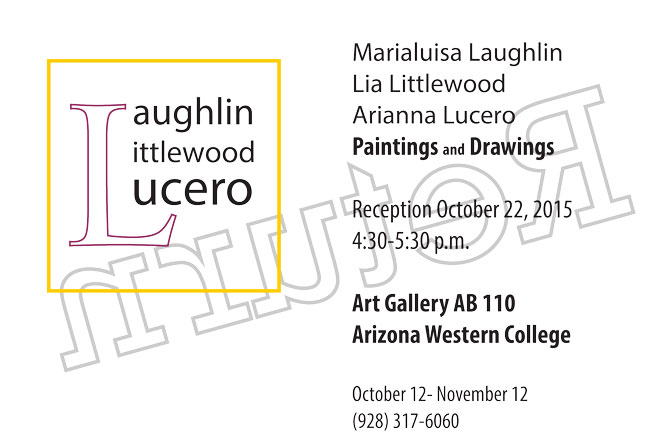 Laughlin
Littlewood
Lucero
Return
Marialuisa Laughlin
Lia Littlewood
Arianna Lucero
Paintings and Drawings
Reception October 22, 2015
4:30-5:30 p.m.
Art Gallery AB 110
Arizona Western College
October 12- November 12
(928) 317-6060